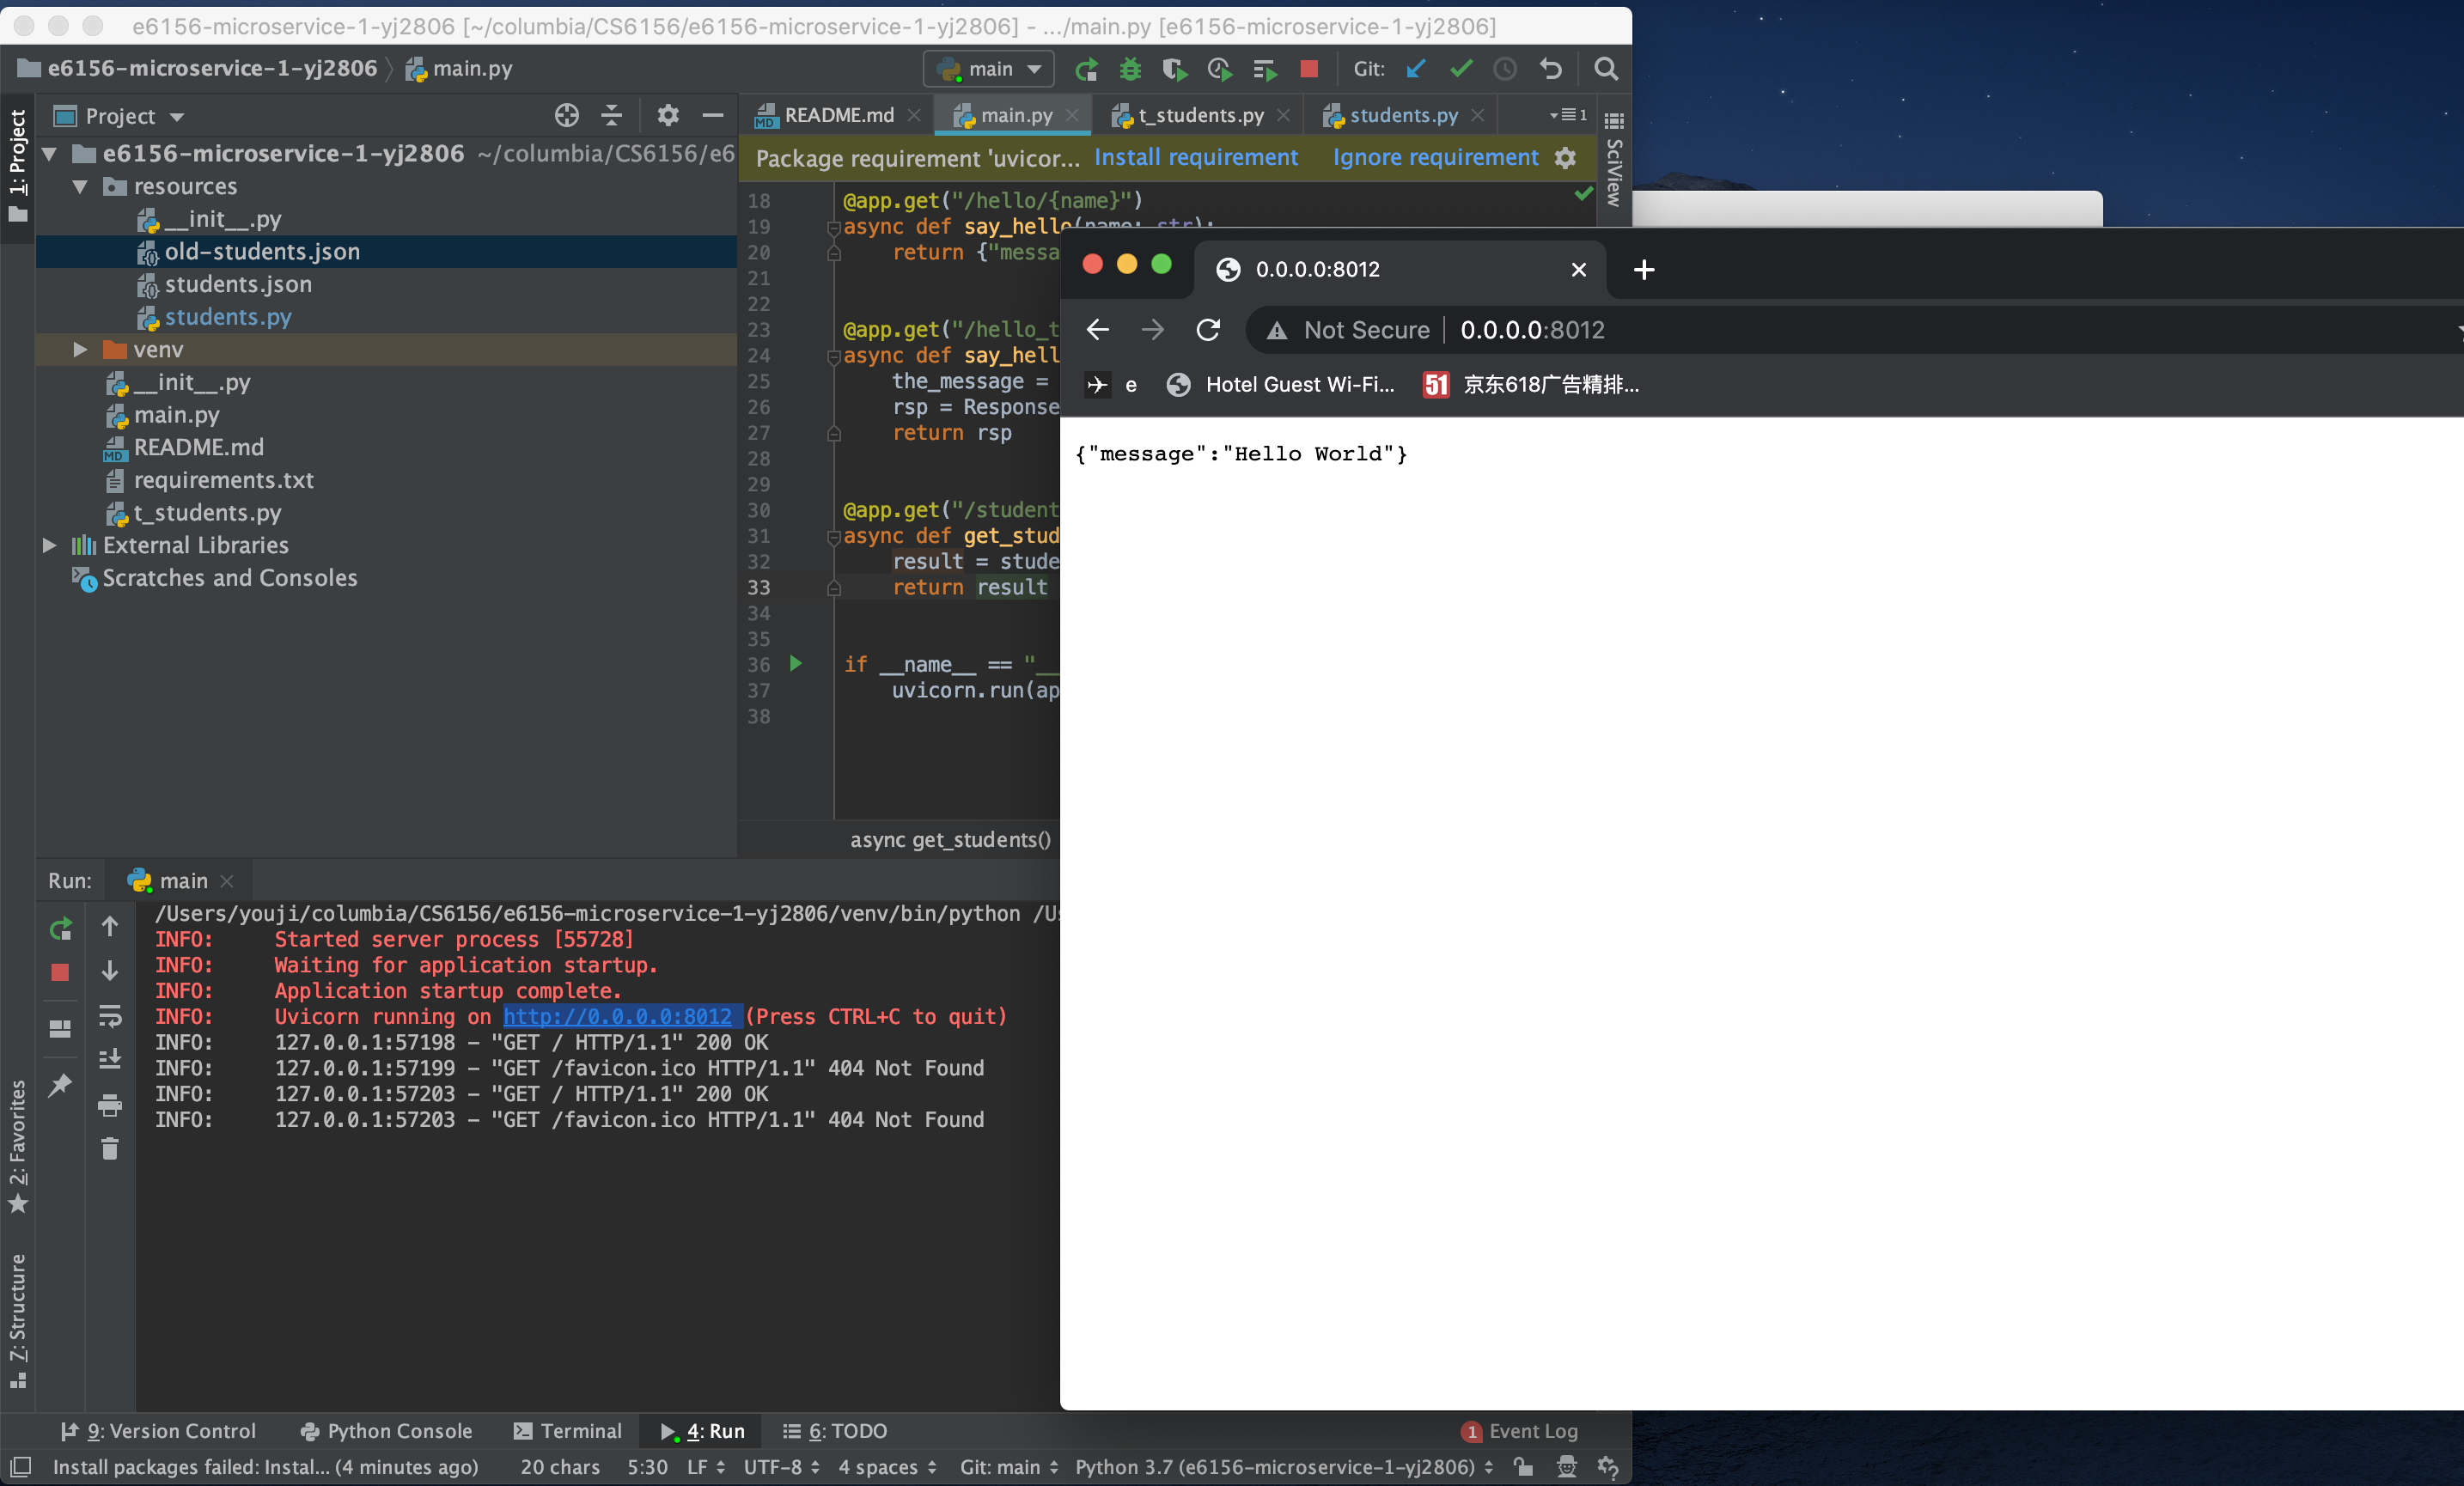 e6156-microservice-1-yj2806 [~/columbia/CS6156/e6156-microservice-1-yj2806] - .../main.py [e6156-microservice-1-yj2806]
e6156-microservice-1-yj2806 main.py
main
Git:
1: Project
Project
README.md
main.py
t_students.py
students.py
1
Package requirement 'uvicor... Install requirement Ignore requirement
SciView
e6156-microservice-1-yj2806 ~/columbia/CS6156/e6
resources
__init__.py
old-students.json
students.json
students.py
venv
__init__.py
main.py
README.md
requirements.txt
t_students.py
External Libraries
Scratches and Consoles
18 @app.get("/hello/{name}")
19 async def say_hello(name: str):
20 return {"messa
21
22
23 @app.get("/hello_t
24 async def say_hell
25 the_message =
26 rsp = Response
27 return rsp
28
29
30 @app.get("/student
31 async def get_stud
32 result = stude
33 return result
34
35
36 if __name__ == "__
37 uvicorn.run(ap
38
async get_students()
0.0.0.0:8012
Not Secure 0.0.0.0:8012
e
Hotel Guest Wi-Fi...
51 京东618广告精排...
{"message":"Hello World"}
Run: main
/Users/youji/columbia/CS6156/e6156-microservice-1-yj2806/venv/bin/python /Us
INFO: Started server process [55728]
INFO: Waiting for application startup.
INFO: Application startup complete.
INFO: Uvicorn running on http://0.0.0.0:8012 (Press CTRL+C to quit)
INFO: 127.0.0.1:57198 - "GET / HTTP/1.1" 200 OK
INFO: 127.0.0.1:57199 - "GET /favicon.ico HTTP/1.1" 404 Not Found
INFO: 127.0.0.1:57203 - "GET / HTTP/1.1" 200 OK
INFO: 127.0.0.1:57203 - "GET /favicon.ico HTTP/1.1" 404 Not Found
2: Favorites
7: Structure
9: Version Control
Python Console
Terminal
4: Run
6: TODO
1 Event Log
Install packages failed: Instal... (4 minutes ago)
20 chars
5:30
LF
UTF-8
4 spaces
Git: main
Python 3.7 (e6156-microservice-1-yj2806)